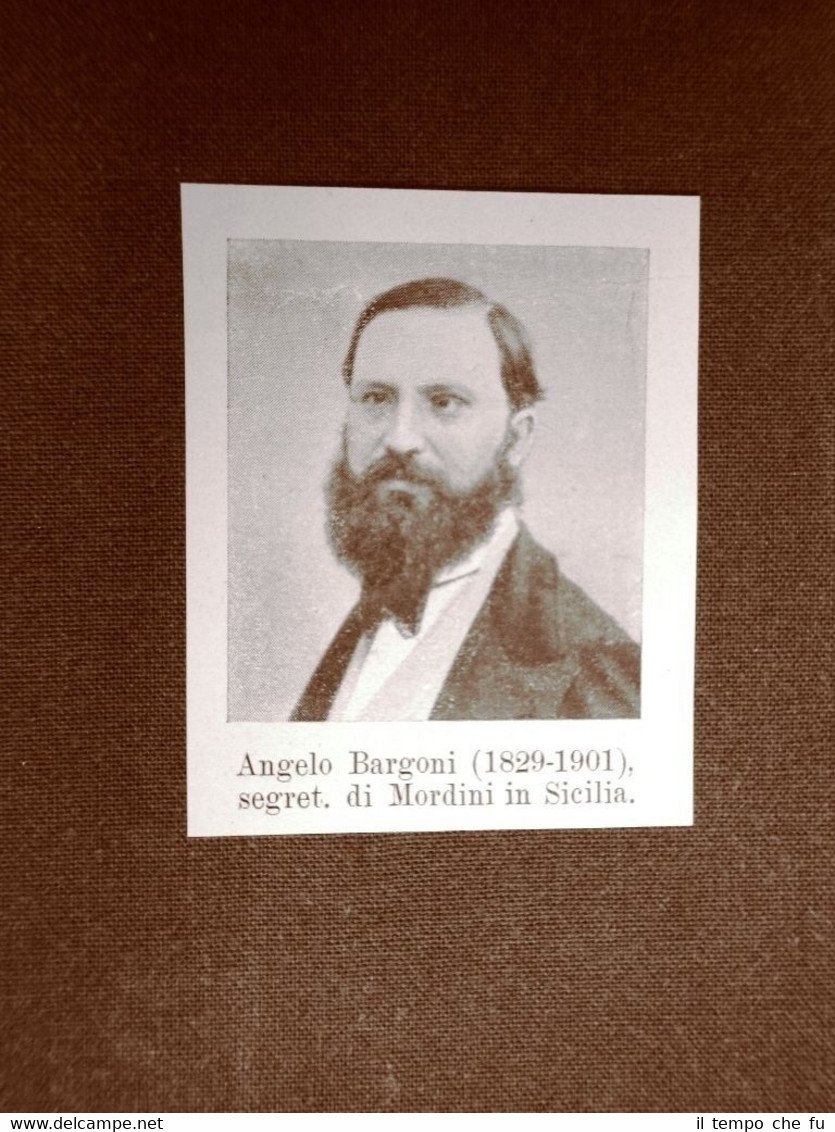 Angelo Bargoni (1829-1901),
segret. di Mordini in Sicilia.
www.delcampe.net
il tempo che fu